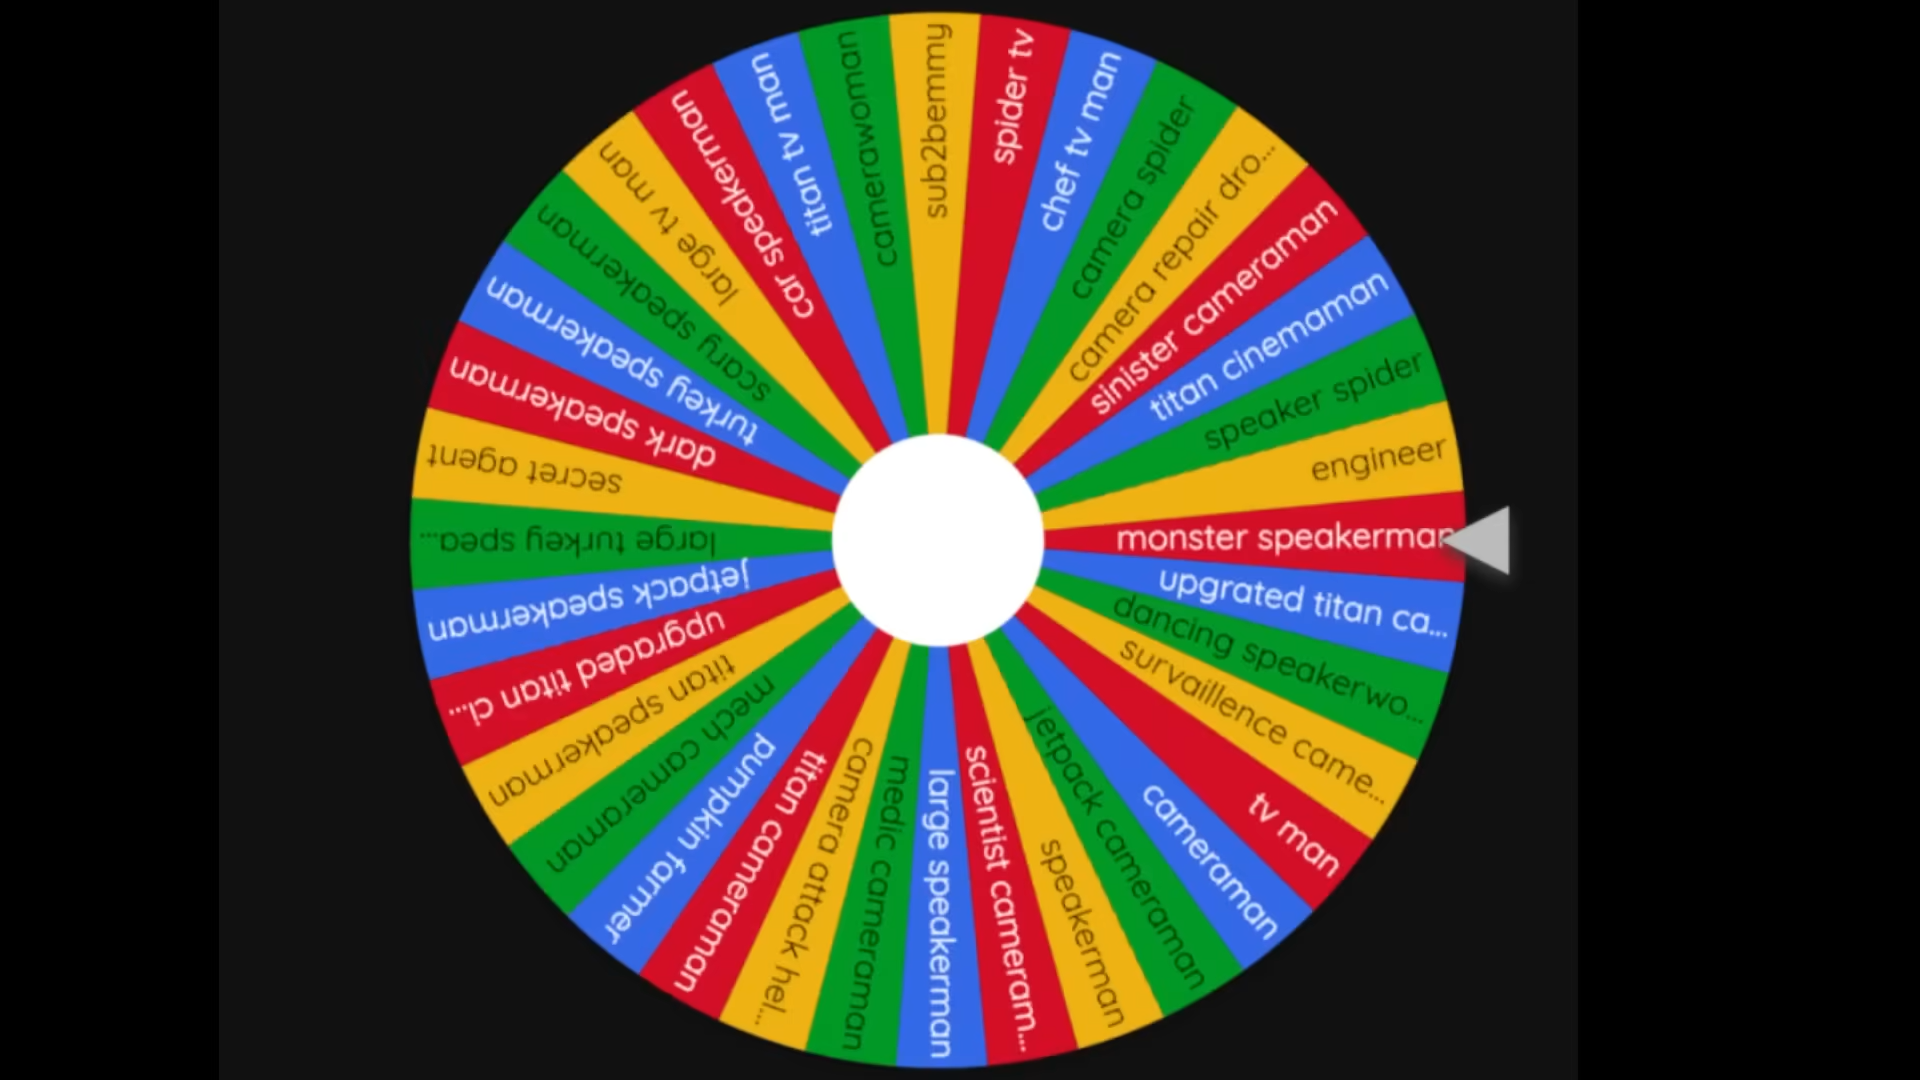 sub2bemmy
spider tv
chef tv man
camera spider
camera repair dro...
sinister cameraman
titan cinemaman
speaker spider
engineer
monster speakerman
upgrated titan ca...
dancing speakerwo...
survaillence came...
tv man
cameraman
jetpack cameraman
speakerman
scientist cameram...
large speakerman
medic cameraman
camera attack hel...
titan cameraman
pumpkin farmer
mech cameraman
titan speakerman
upgraded titan ci...
jetpack speakerman
large turkey spea...
secret agent
dark speakerman
turkey speakerman
scary speakerman
large tv man
car speakerman
titan tv man
camerawoman